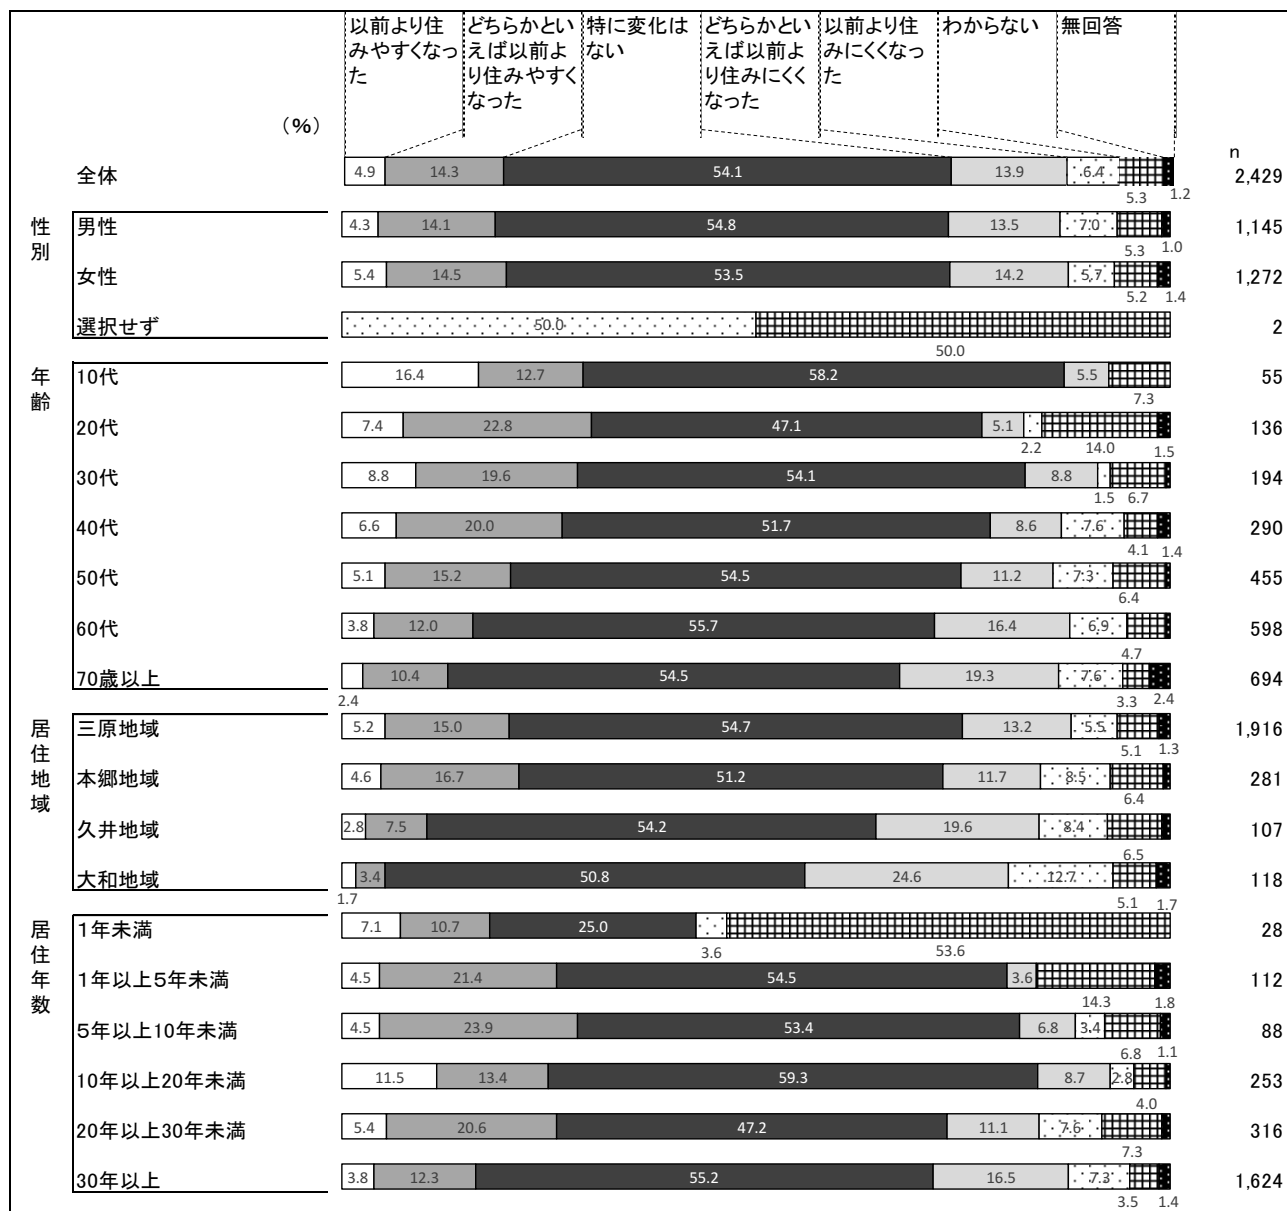 以前より住
みやすくなっ
た
どちらかとい
えば以前よ
り住みやすく
なった
特に変化は
ない
どちらかとい
えば以前よ
り住みにくく
なった
以前より住
みにくくなっ
た
わからない
無回答
（％）
n
全体 4.9 14.3 54.1 13.9 6.4 5.3 1.2 2,429
性別
男性 4.3 14.1 54.8 13.5 7.0 5.3 1.0 1,145
女性 5.4 14.5 53.5 14.2 5.7 5.2 1.4 1,272
選択せず 50.0 50.0 2
年齢
10代 16.4 12.7 58.2 5.5 7.3 55
20代 7.4 22.8 47.1 5.1 2.2 14.0 1.5 136
30代 8.8 19.6 54.1 8.8 1.5 6.7 194
40代 6.6 20.0 51.7 8.6 7.6 4.1 1.4 290
50代 5.1 15.2 54.5 11.2 7.3 6.4 455
60代 3.8 12.0 55.7 16.4 6.9 4.7 598
70歳以上 2.4 10.4 54.5 19.3 7.6 3.3 2.4 694
居住地域
三原地域 5.2 15.0 54.7 13.2 5.5 5.1 1.3 1,916
本郷地域 4.6 16.7 51.2 11.7 8.5 6.4 281
久井地域 2.8 7.5 54.2 19.6 8.4 6.5 107
大和地域 1.7 3.4 50.8 24.6 12.7 5.1 1.7 118
居住年数
1年未満 7.1 10.7 25.0 3.6 53.6 28
1年以上5年未満 4.5 21.4 54.5 3.6 14.3 1.8 112
5年以上10年未満 4.5 23.9 53.4 6.8 3.4 6.8 1.1 88
10年以上20年未満 11.5 13.4 59.3 8.7 2.8 4.0 253
20年以上30年未満 5.4 20.6 47.2 11.1 7.6 7.3 316
30年以上 3.8 12.3 55.2 16.5 7.3 3.5 1.4 1,624